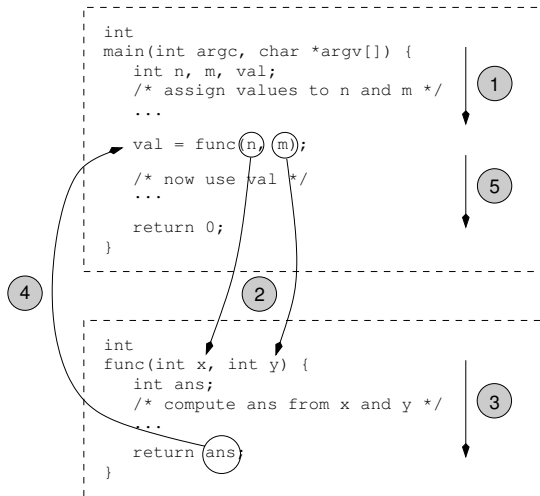 int
main(int argc, char *argv[]) {
int n, m, val;
/* assign values to n and m */
...
val = func(n, m);
/* now use val */
...
return 0;
}
1
5
4
2
int
func(int x, int y) {
int ans;
/* compute ans from x and y */
...
return ans;
}
3